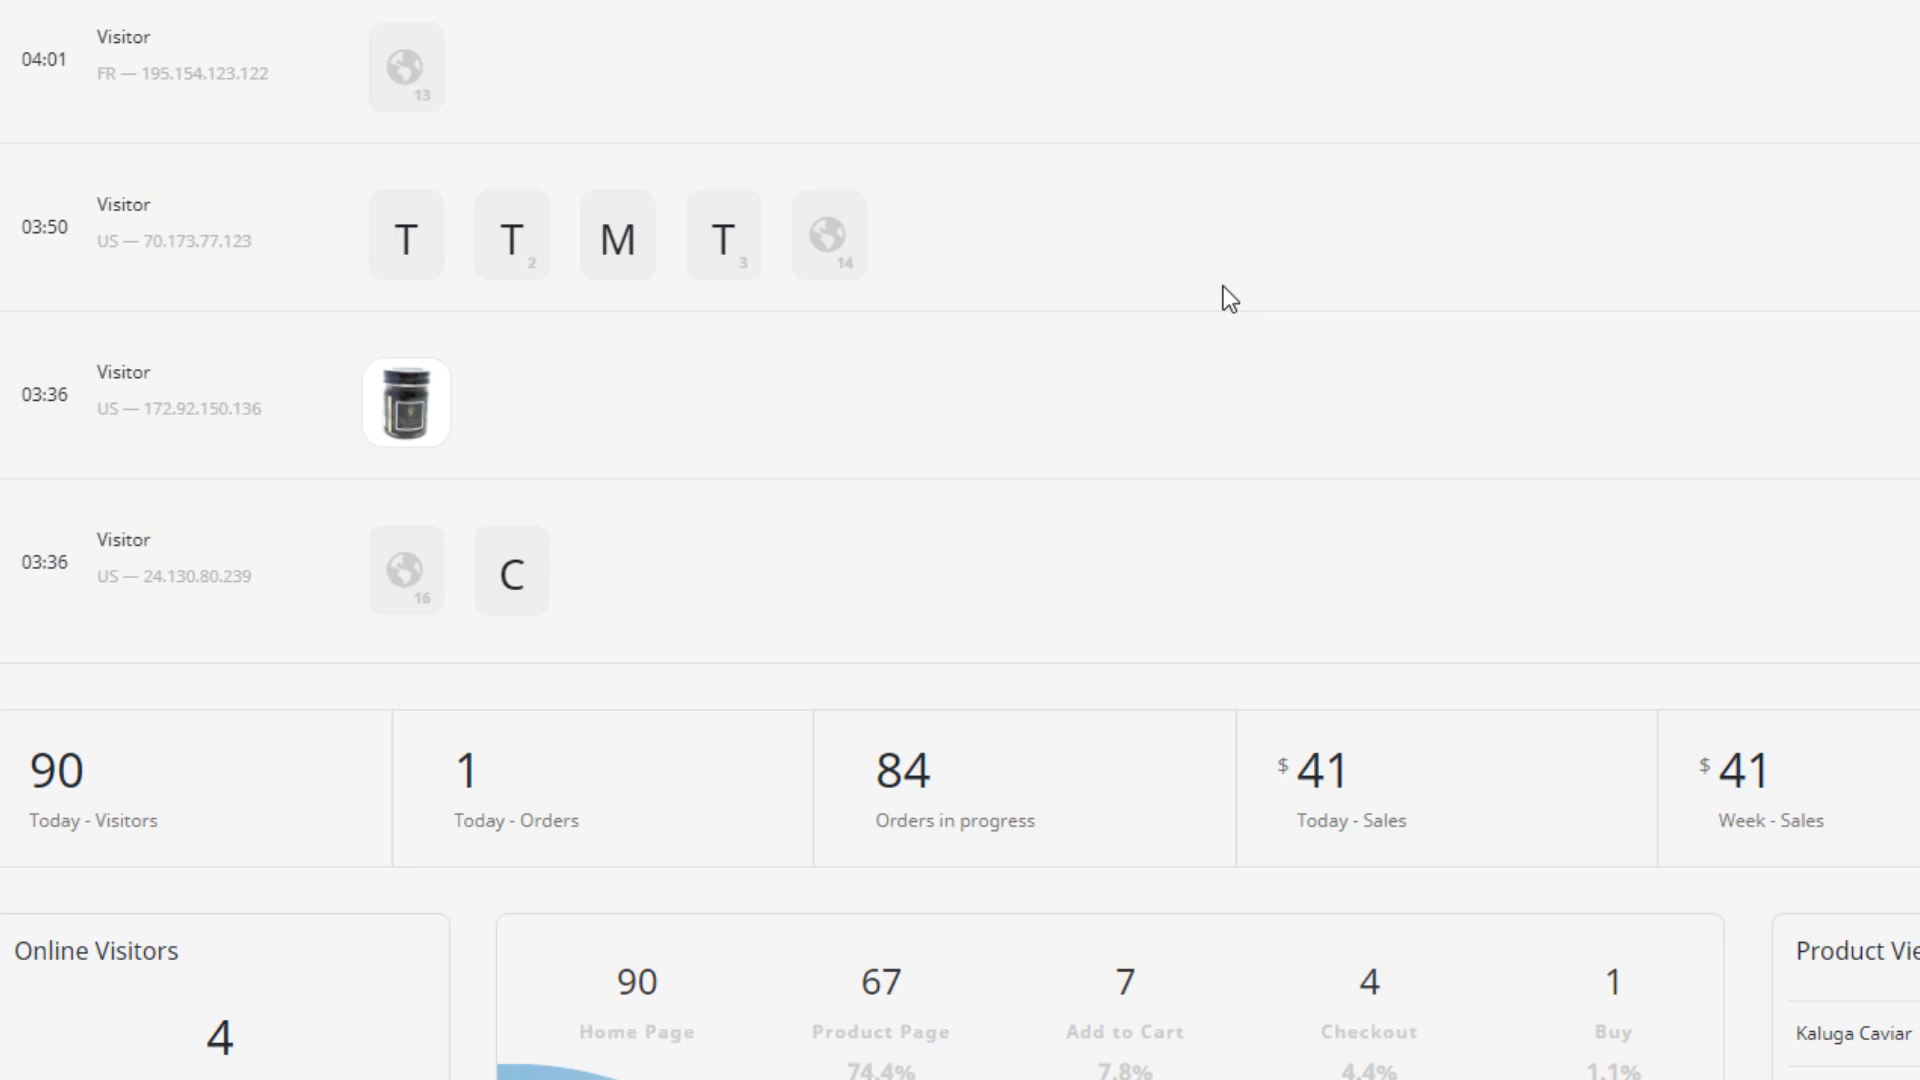 04:01
Visitor
FR — 195.154.123.122
13
03:50
Visitor
US — 70.173.77.123
T
T 2
M
T 3
14
03:36
Visitor
US — 172.92.150.136
03:36
Visitor
US — 24.130.80.239
16
C
90
Today - Visitors
1
Today - Orders
84
Orders in progress
$ 41
Today - Sales
$ 41
Week - Sales
Online Visitors
4
90
Home Page
67
Product Page
74.4%
7
Add to Cart
7.8%
4
Checkout
4.4%
1
Buy
1.1%
Product Vie
Kaluga Caviar